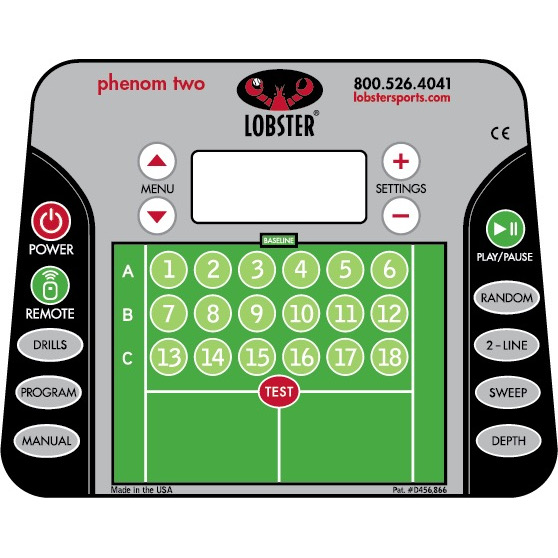 phenom two
LOBSTER®
800.526.4041
lobstersports.com
CE
MENU
SETTINGS
POWER
REMOTE
DRILLS
PROGRAM
MANUAL
BASELINE
A 1 2 3 4 5 6
B 7 8 9 10 11 12
C 13 14 15 16 17 18
TEST
PLAY/PAUSE
RANDOM
2-LINE
SWEEP
DEPTH
Made in the USA
Pat. #D456,866